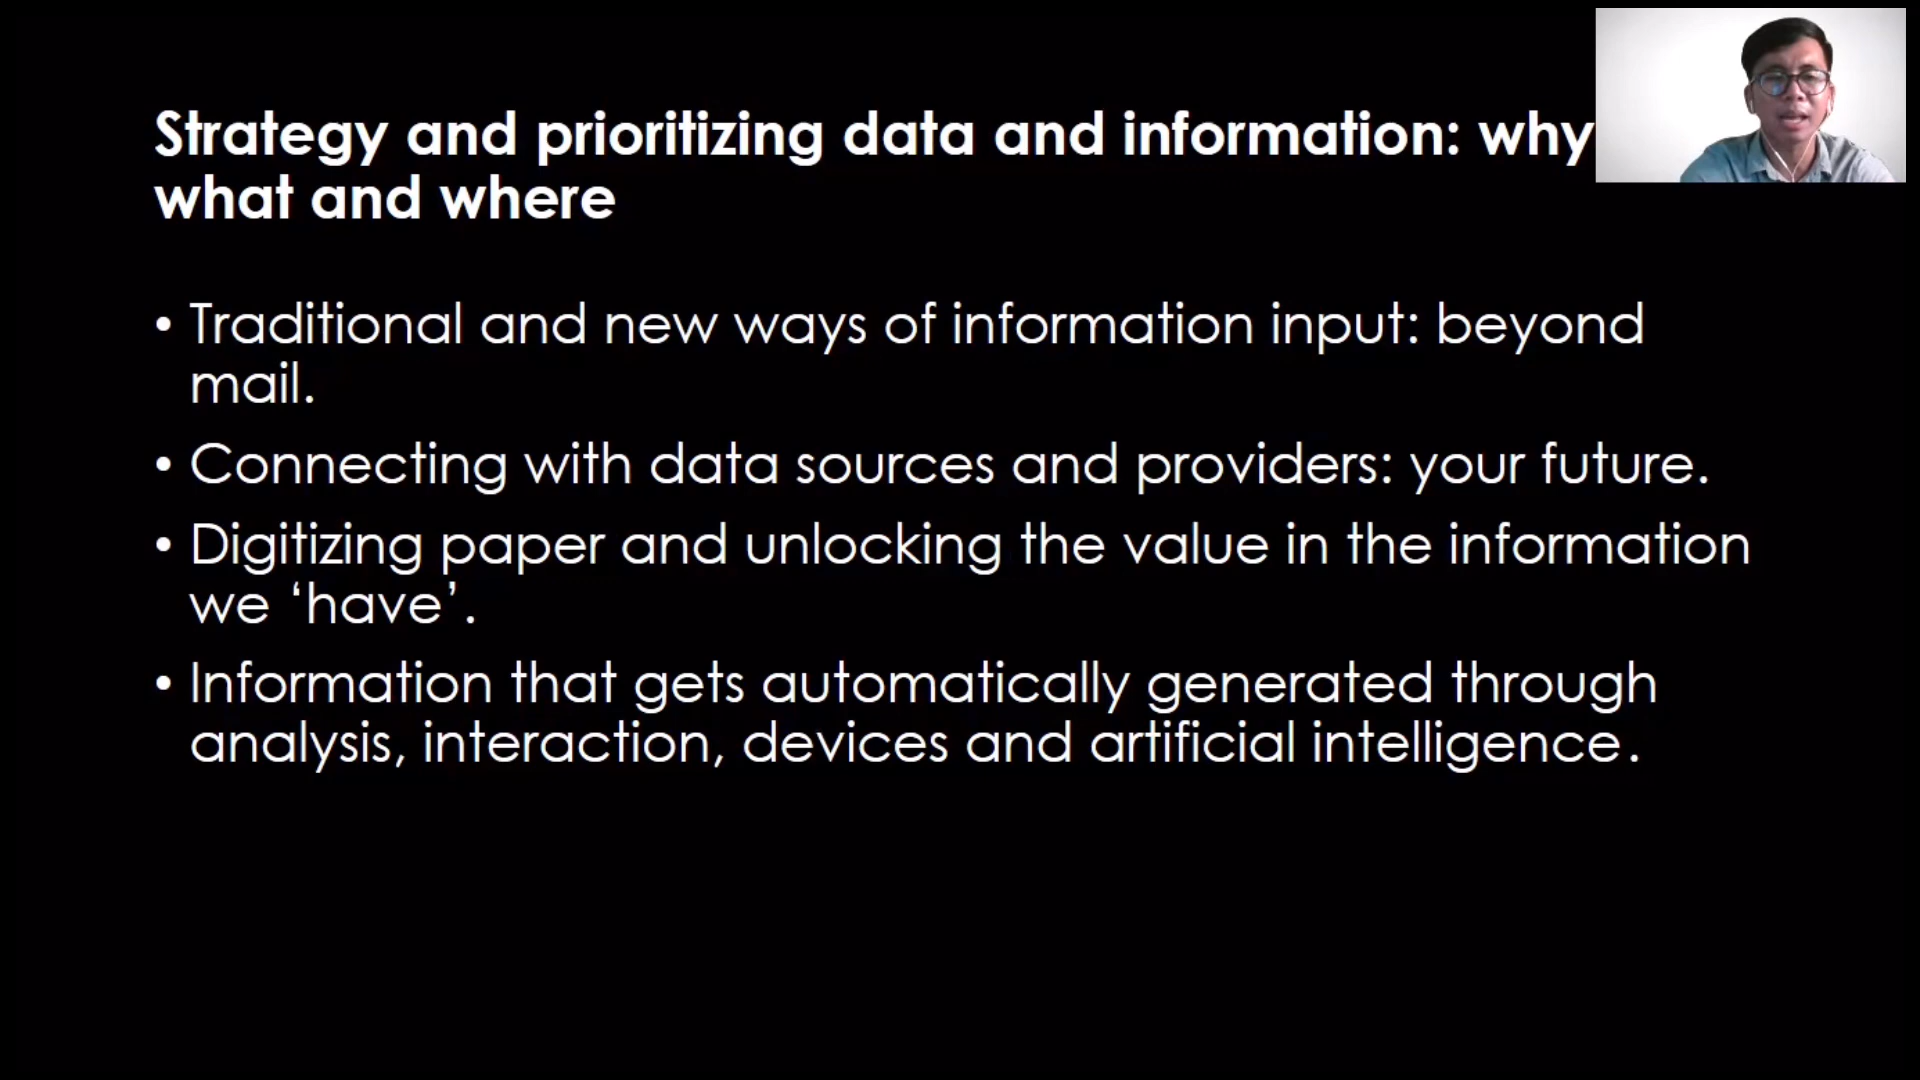 Strategy and prioritizing data and information: why
what and where
• Traditional and new ways of information input: beyond
mail.
• Connecting with data sources and providers: your future.
• Digitizing paper and unlocking the value in the information
we ‘have’.
• Information that gets automatically generated through
analysis, interaction, devices and artificial intelligence.